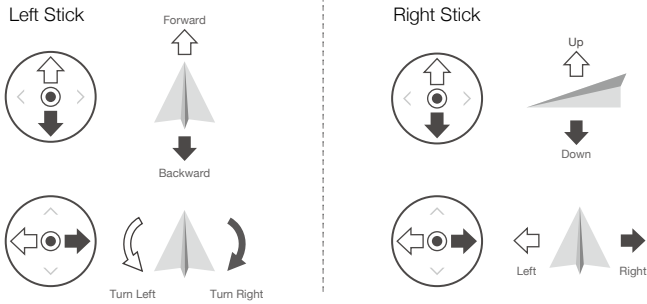 Left Stick
Forward
Backward
Turn Left
Turn Right
Right Stick
Up
Down
Left
Right